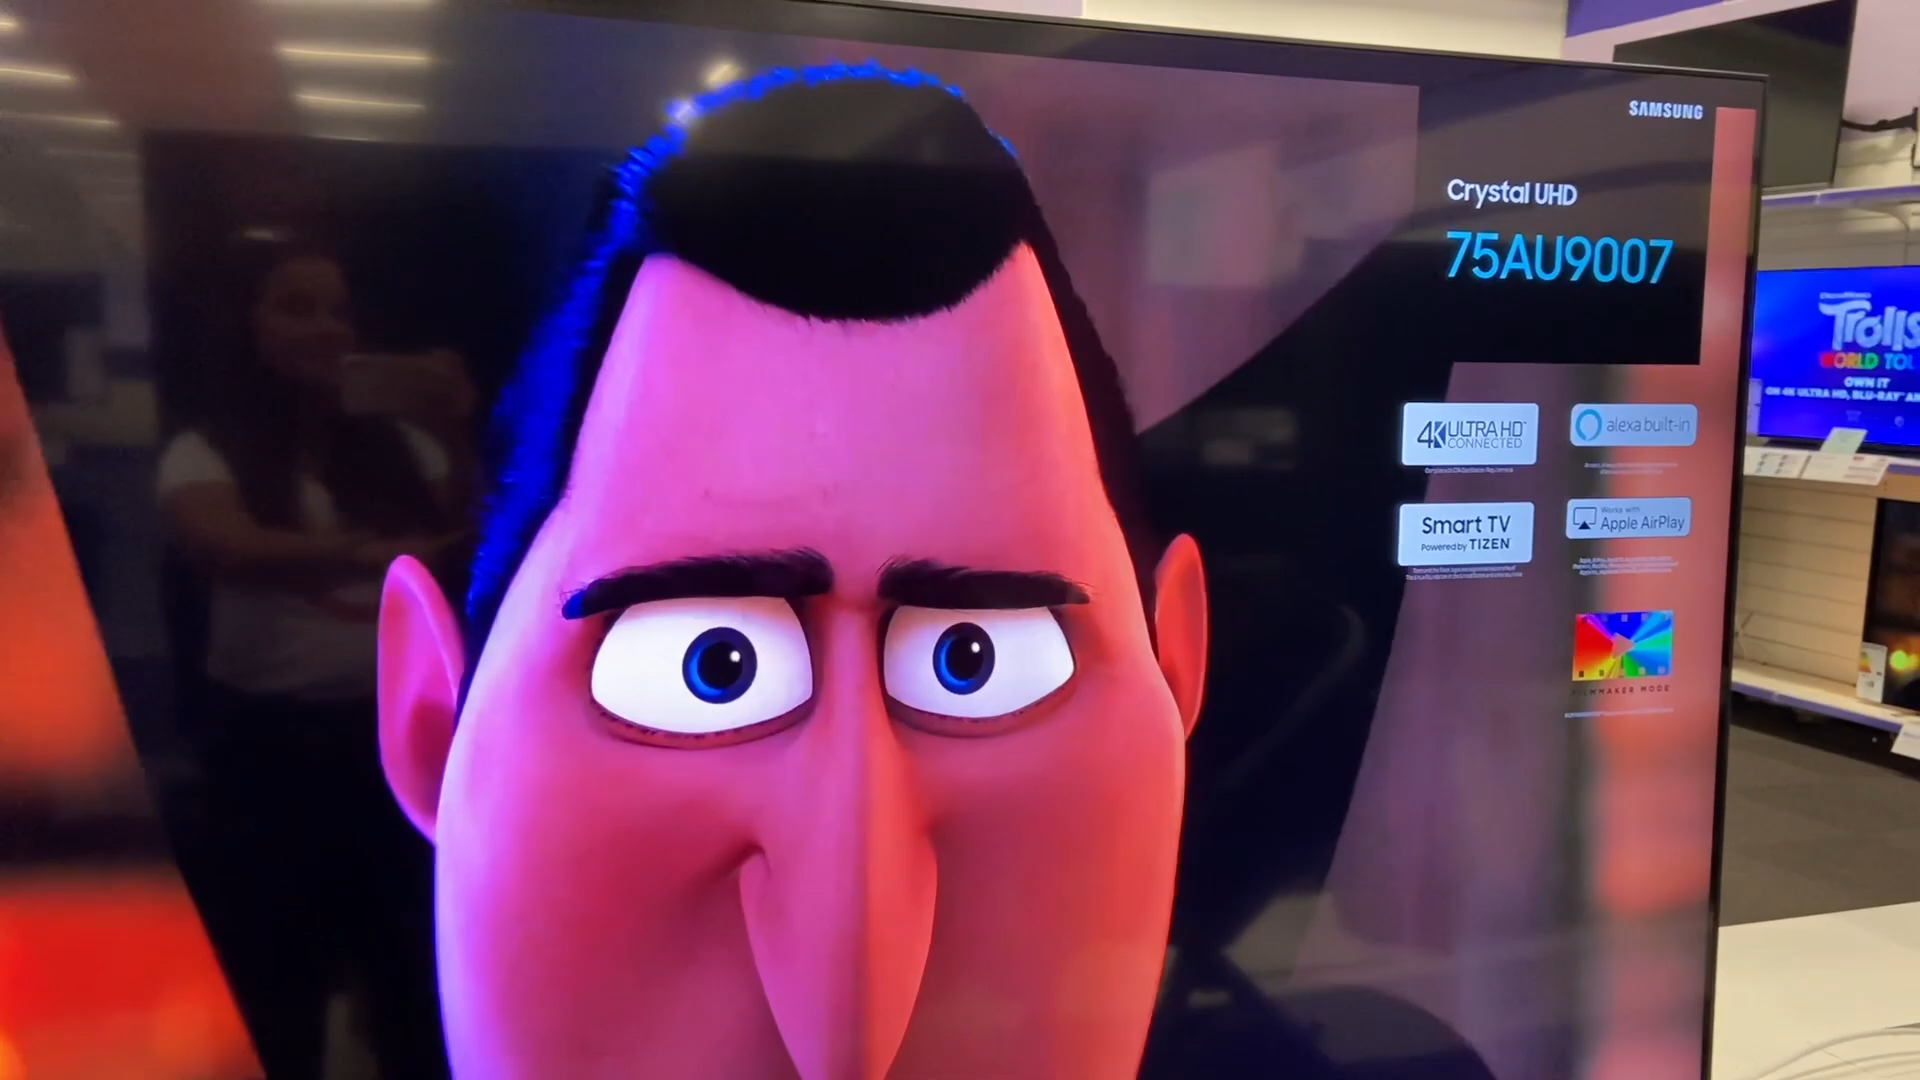 SAMSUNG
Crystal UHD
75AU9007
4K ULTRA HD
CONNECTED
alexa built-in
Smart TV
Powered by TIZEN
Works with
Apple AirPlay
FILMMAKER MODE
Trolls
WORLD TOU
OWN IT
ON 4K ULTRA HD, BLU-RAY